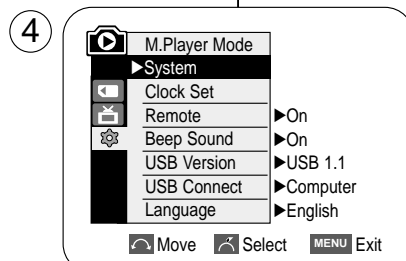 4
M.Player Mode
▶System
Clock Set
Remote ▶On
Beep Sound ▶On
USB Version ▶USB 1.1
USB Connect ▶Computer
Language ▶English
Move Select MENU Exit